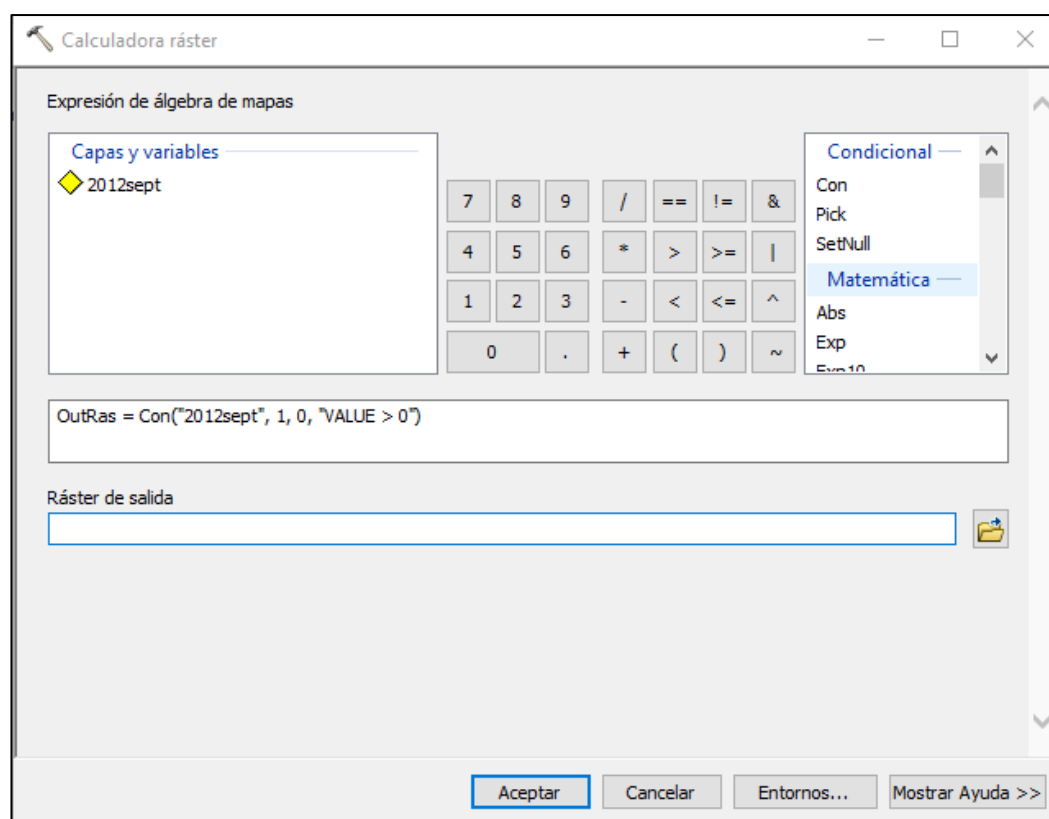 Calculadora ráster
Expresión de álgebra de mapas
Capas y variables
2012sept
7 8 9 / == != &
4 5 6 * > >= |
1 2 3 - < <= ^
0 . + ( ) ~
Condicional
Con
Pick
SetNull
Matemática
Abs
Exp
Exp10
OutRas = Con("2012sept", 1, 0, "VALUE > 0")
Ráster de salida
Aceptar Cancelar Entornos... Mostrar Ayuda >>